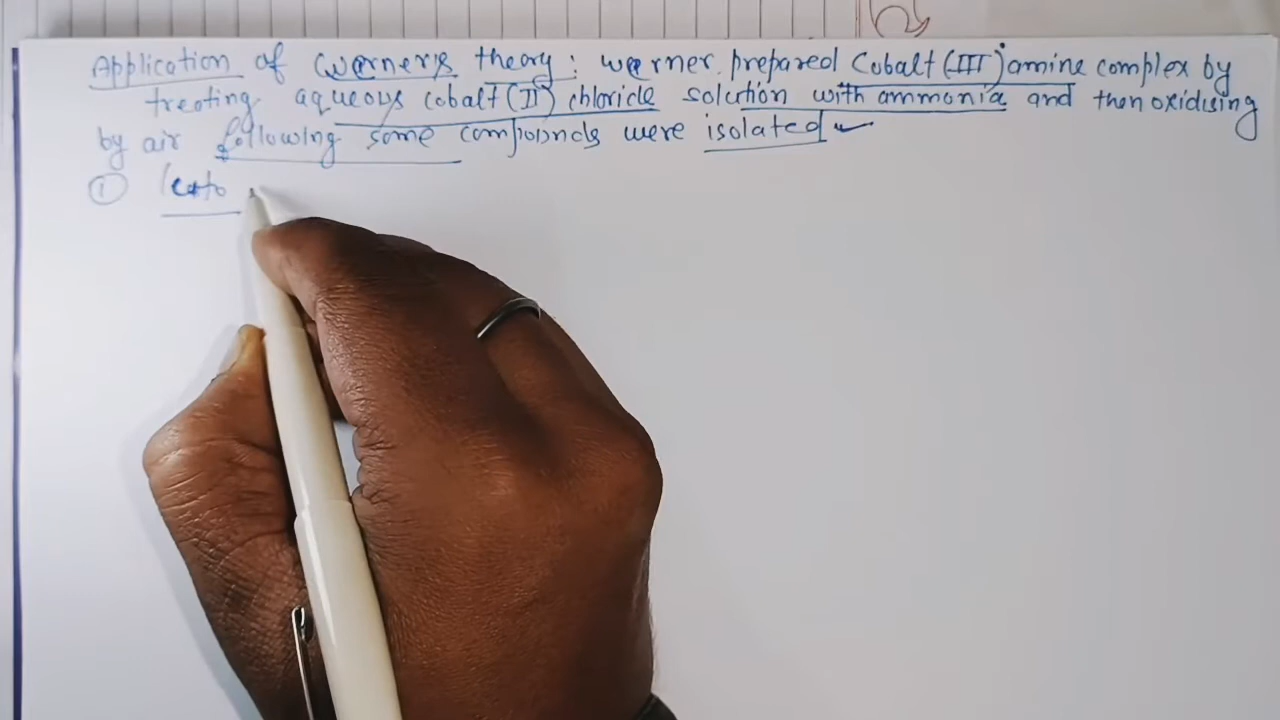 Application of Werner's theory: Werner prepared Cobalt (III) amine complex by
treating aqueous cobalt (II) chloride solution with ammonia and then oxidising
by air following some compounds were isolated
①